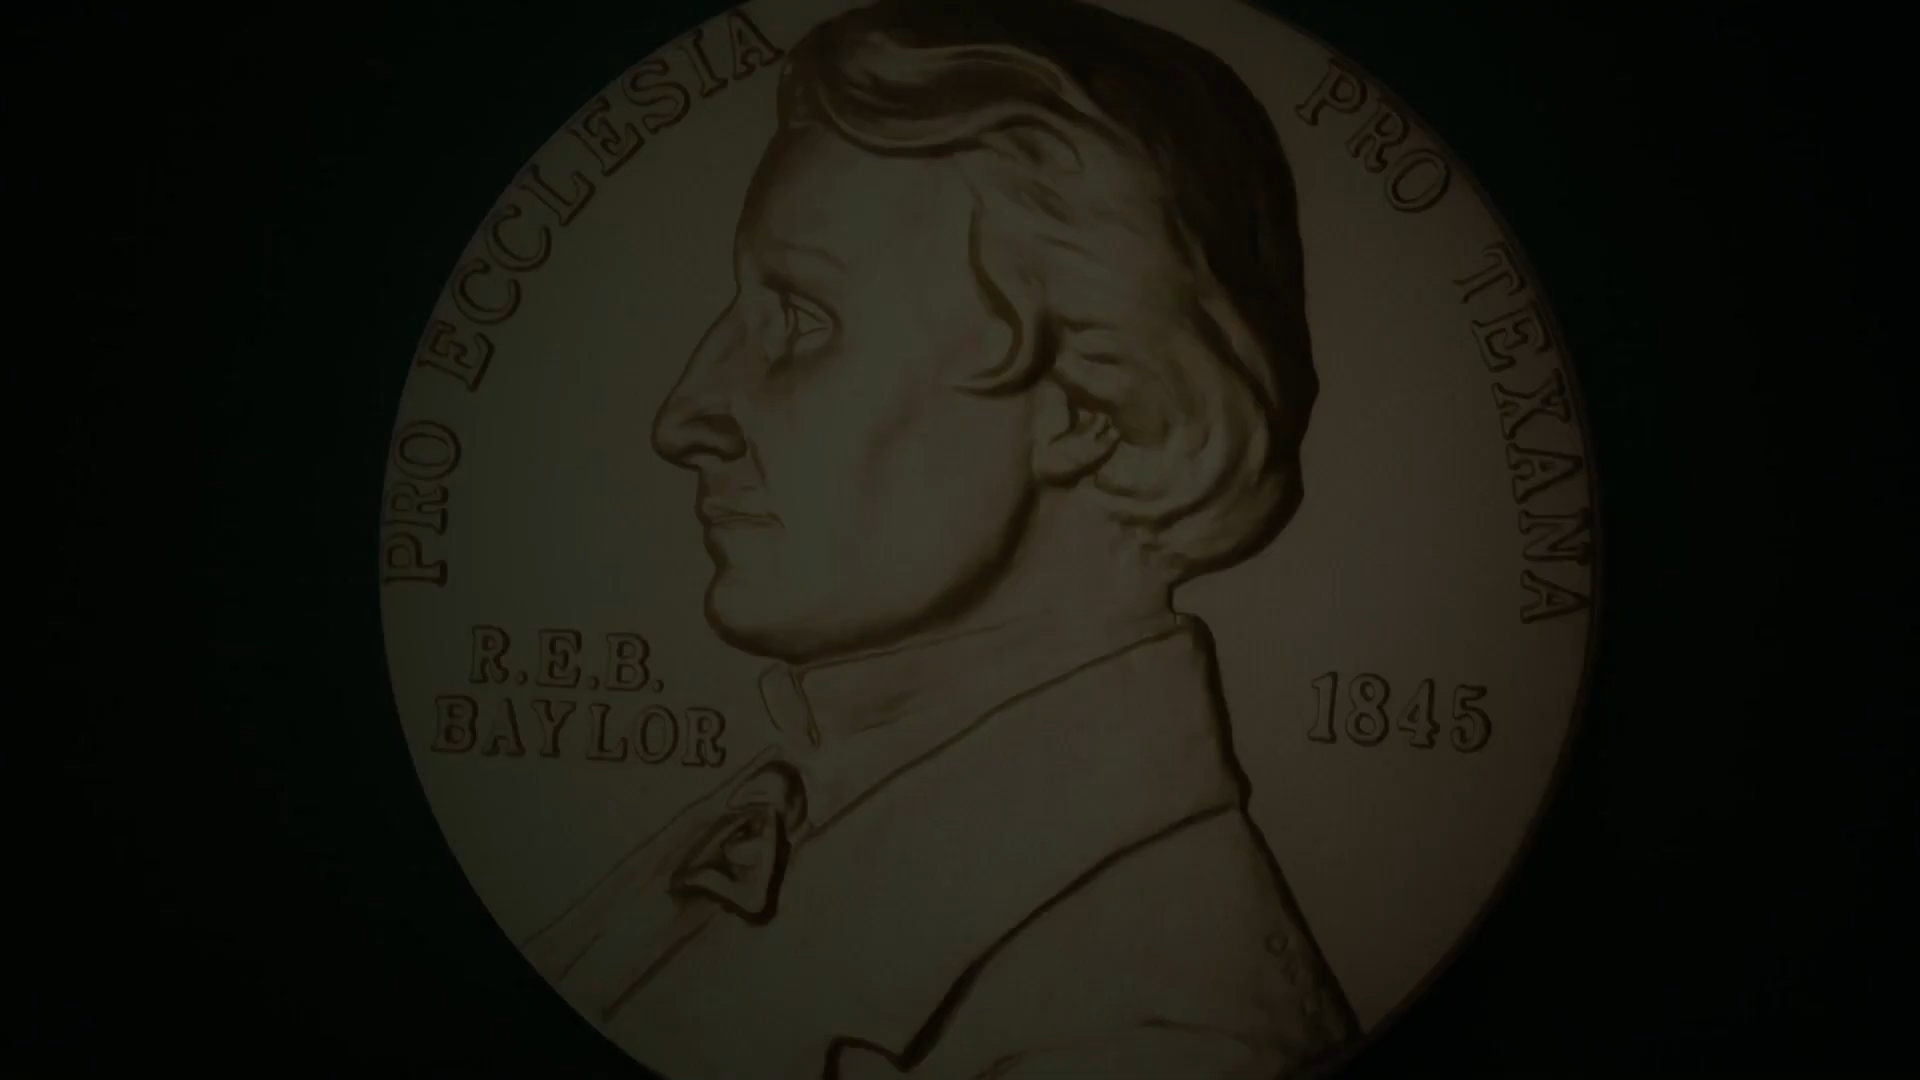 PRO ECCLESIA
PRO TEXANA
R.E.B.
BAYLOR
1845